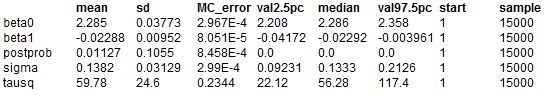 mean sd MC_error val2.5pc median val97.5pc start sample
beta0 2.285 0.03773 2.967E-4 2.208 2.286 2.358 1 15000
beta1 -0.02288 0.00952 8.051E-5 -0.04172 -0.02292 -0.003961 1 15000
postprob 0.01127 0.1055 8.458E-4 0.0 0.0 0.0 1 15000
sigma 0.1382 0.03129 2.99E-4 0.09231 0.1333 0.2126 1 15000
tausq 59.78 24.6 0.2344 22.12 56.28 117.4 1 15000